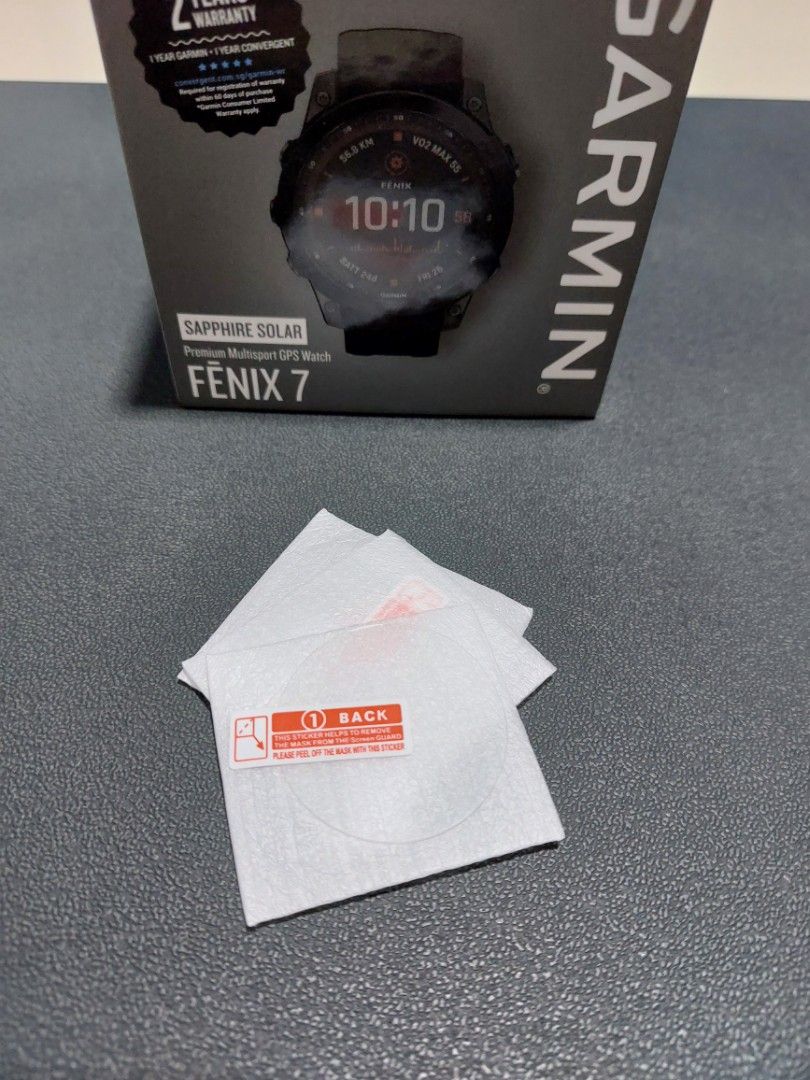 2 YEARS
WARRANTY
1 YEAR GARMIN + 1 YEAR CONVERGENT
convergent.com.sg/garmin-wr
Required for registration of warranty
within 60 days of purchase
*Garmin Consumer Limited
Warranty apply.
GARMIN
56.8 KM
VO2 MAX 55
FÉNIX
10:10 58
BATT 24d
FRI 26
GARMIN
SAPPHIRE SOLAR
Premium Multisport GPS Watch
FĒNIX 7
1 BACK
THIS STICKER HELPS TO REMOVE
THE MASK FROM THE Screen GUARD
PLEASE PEEL OFF THE MASK WITH THIS STICKER